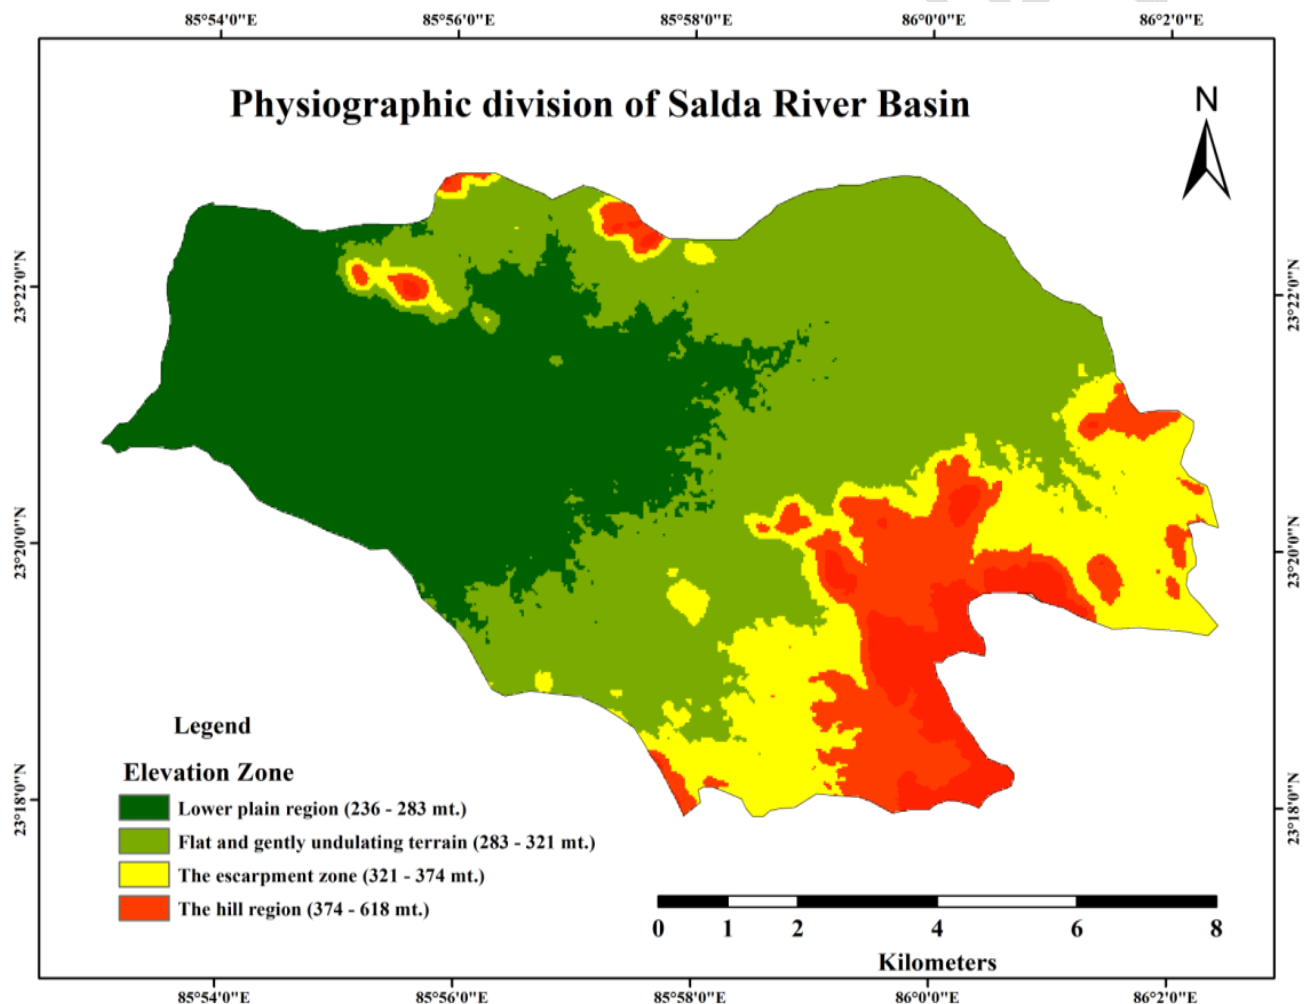 85°54'0"E 85°56'0"E 85°58'0"E 86°0'0"E 86°2'0"E
Physiographic division of Salda River Basin
N
23°22'0"N 23°22'0"N
23°20'0"N 23°20'0"N
23°18'0"N 23°18'0"N
Legend
Elevation Zone
Lower plain region (236 - 283 mt.)
Flat and gently undulating terrain (283 - 321 mt.)
The escarpment zone (321 - 374 mt.)
The hill region (374 - 618 mt.)
0 1 2 4 6 8
Kilometers
85°54'0"E 85°56'0"E 85°58'0"E 86°0'0"E 86°2'0"E